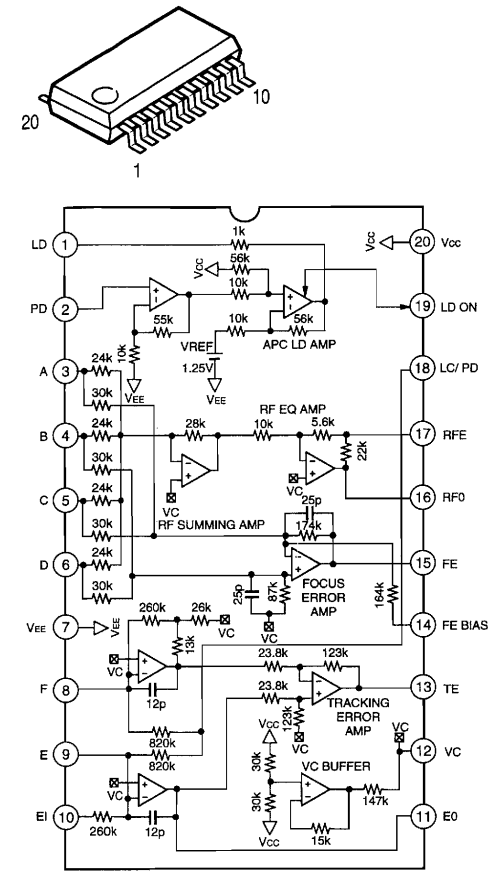 20
10
1
LD 1
1k
20 Vcc
Vcc
56k
10k
PD 2
55k
10k
56k
19 LD ON
10k
VREF
1.25V
APC LD AMP
VEE
VEE
18 LC/ PD
A 3
24k
30k
RF EQ AMP
B 4
24k
28k
10k
5.6k
17 RFE
22k
30k
VC
VC
C 5
24k
RF SUMMING AMP
25p
16 RF0
30k
174k
D 6
24k
15 FE
30k
25p
87k
FOCUS
ERROR
AMP
164k
VC
VEE 7
VEE
260k
26k
VC
14 FE BIAS
13k
VC
F 8
12p
23.8k
123k
13 TE
23.8k
TRACKING
ERROR
AMP
123k
820k
VC
VC
E 9
820k
Vcc
12 VC
VC
30k
VC BUFFER
30k
147k
EI 10
260k
12p
Vcc
15k
11 E0